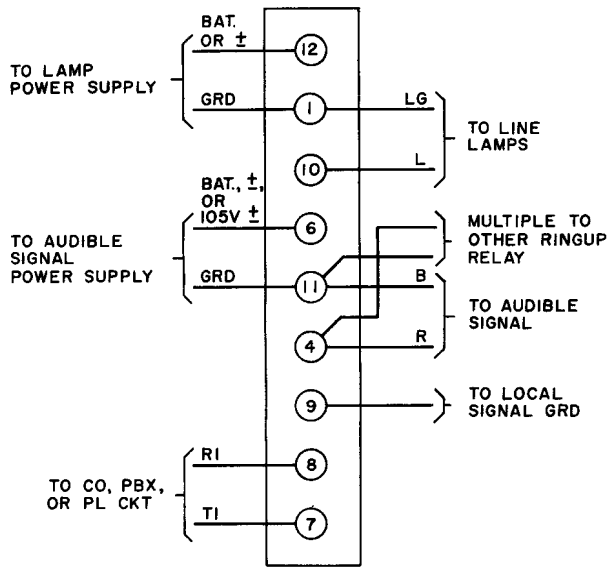 BAT.
OR ±
12
TO LAMP
POWER SUPPLY
GRD
1
LG
TO LINE
LAMPS
10
L
BAT., ±,
OR
105V ±
6
MULTIPLE TO
OTHER RINGUP
RELAY
TO AUDIBLE
SIGNAL
POWER SUPPLY
GRD
11
B
TO AUDIBLE
SIGNAL
4
R
9
TO LOCAL
SIGNAL GRD
R1
8
TO CO, PBX,
OR PL CKT
T1
7